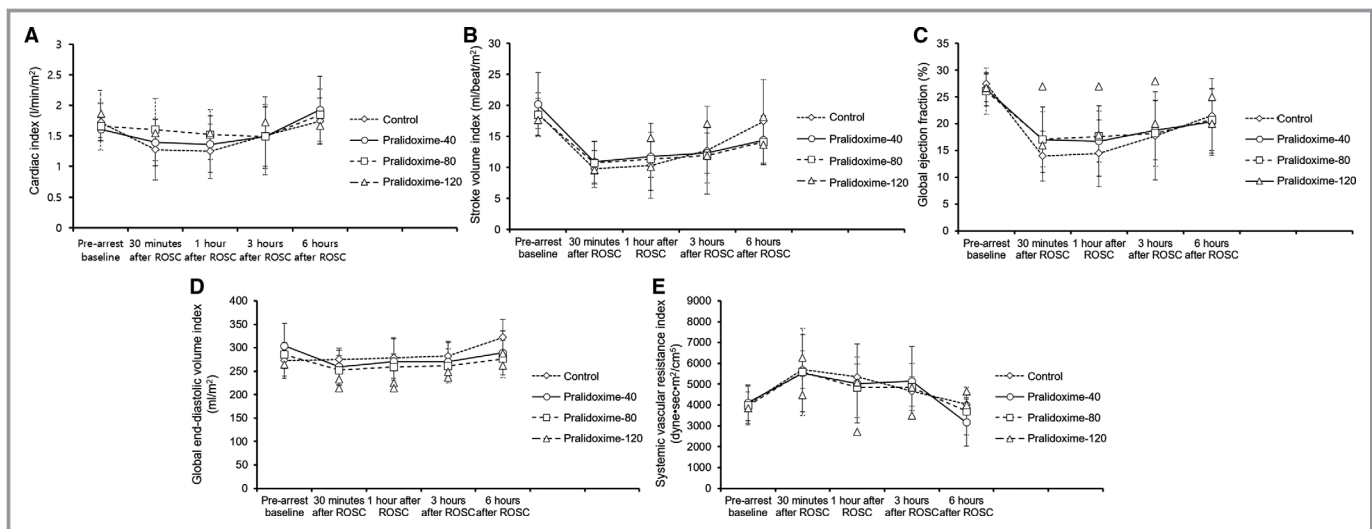 A
Cardiac index (l/min/m²)
3
2.5
2
1.5
1
0.5
0
Pre-arrest 30 minutes 1 hour 3 hours 6 hours
baseline after ROSC after ROSC after ROSC after ROSC
Control
Pralidoxime-40
Pralidoxime-80
Pralidoxime-120
B
Stroke volume index (ml/beat/m²)
30
25
20
15
10
5
0
Pre-arrest 30 minutes 1 hour after 3 hours 6 hours
baseline after ROSC ROSC after ROSC after ROSC
Control
Pralidoxime-40
Pralidoxime-80
Pralidoxime-120
C
Global ejection fraction (%)
35
30
25
20
15
10
5
0
Pre-arrest 30 minutes 1 hour after 3 hours 6 hours
baseline after ROSC ROSC after ROSC after ROSC
Control
Pralidoxime-40
Pralidoxime-80
Pralidoxime-120
D
Global end-diastolic volume index
(ml/m²)
400
350
300
250
200
150
100
50
0
Pre-arrest 30 minutes 1 hour after 3 hours 6 hours
baseline after ROSC ROSC after ROSC after ROSC
Control
Pralidoxime-40
Pralidoxime-80
Pralidoxime-120
E
Systemic vascular resistance index
(dyne•sec•m²/cm⁵)
9000
8000
7000
6000
5000
4000
3000
2000
1000
0
Pre-arrest 30 minutes 1 hour after 3 hours 6 hours
baseline after ROSC ROSC after ROSC after ROSC
Control
Pralidoxime-40
Pralidoxime-80
Pralidoxime-120